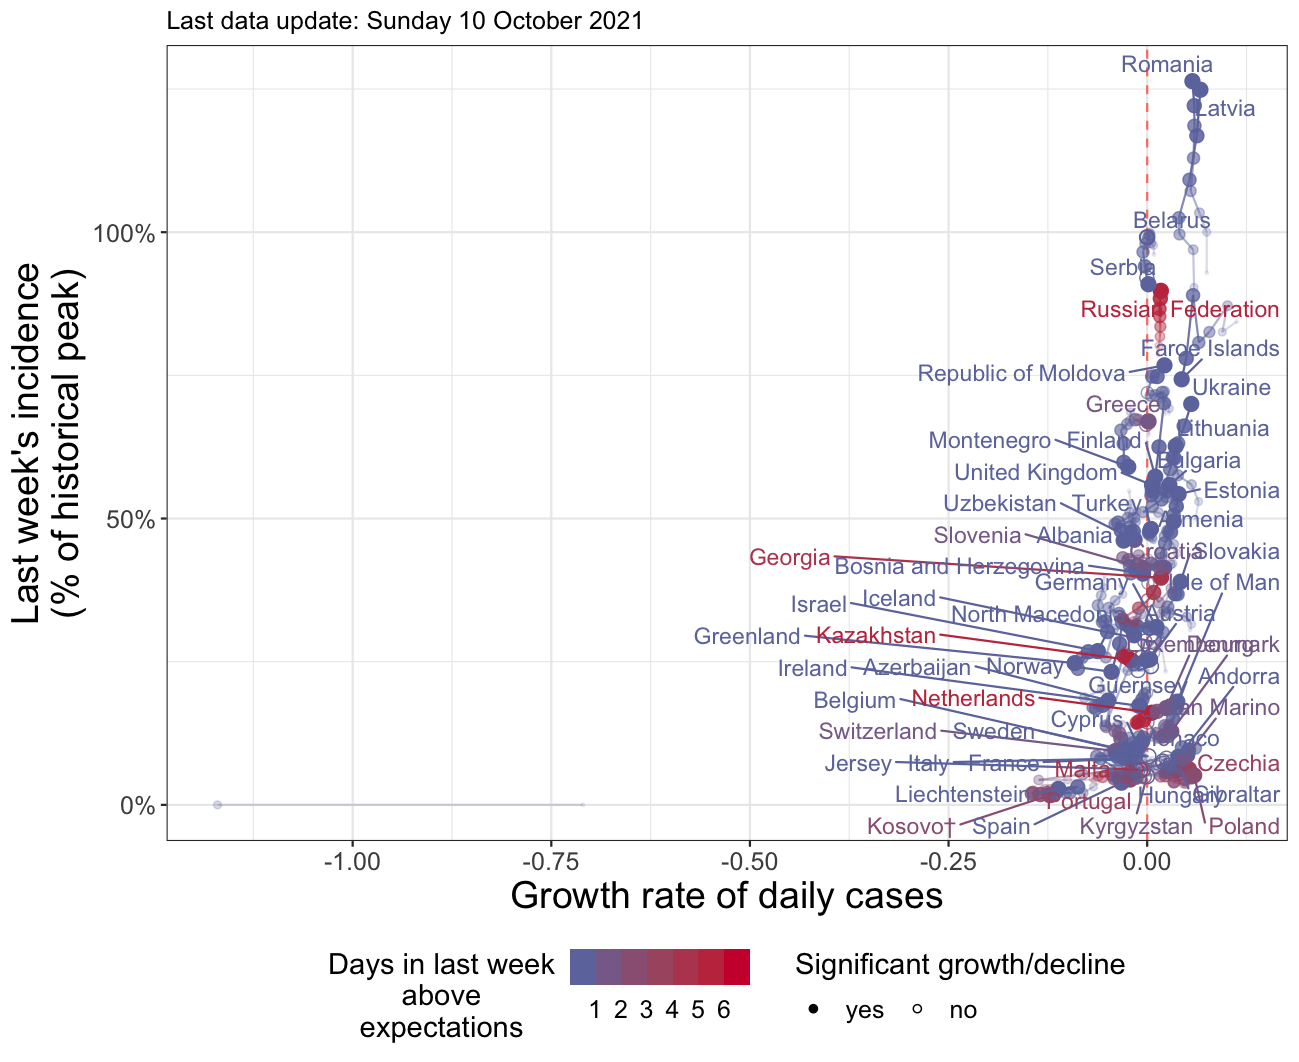 Last data update: Sunday 10 October 2021
Last week's incidence
(% of historical peak)
100%
50%
0%
Romania
Latvia
Belarus
Serbia
Russian Federation
Faroe Islands
Republic of Moldova
Ukraine
Greece
Lithuania
Montenegro
Finland
Bulgaria
United Kingdom
Estonia
Uzbekistan
Turkey
Armenia
Slovenia
Albania
Croatia
Slovakia
Georgia
Bosnia and Herzegovina
Germany
Isle of Man
Iceland
Israel
North Macedonia
Austria
Greenland
Kazakhstan
Luxembourg
Denmark
Ireland
Azerbaijan
Norway
Andorra
Guernsey
Belgium
Netherlands
San Marino
Cyprus
Switzerland
Sweden
Monaco
Jersey
Italy
France
Malta
Czechia
Liechtenstein
Portugal
Hungary
Gibraltar
Kosovo†
Spain
Kyrgyzstan
Poland
-1.00
-0.75
-0.50
-0.25
0.00
Growth rate of daily cases
Days in last week
above
expectations
1 2 3 4 5 6
Significant growth/decline
yes
no